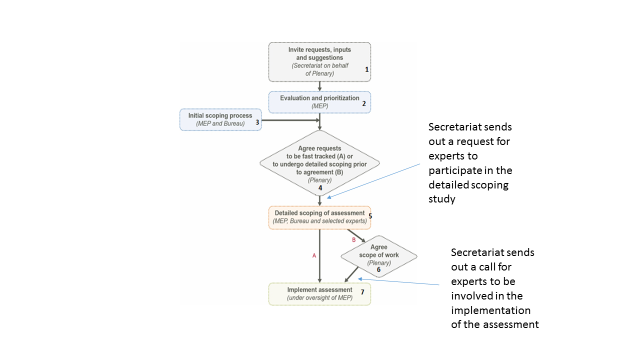 Invite requests, inputs
and suggestions
(Secretariat on behalf
of Plenary)
1
Evaluation and prioritization
(MEP)
2
Initial scoping process
(MEP and Bureau)
3
Agree requests
to be fast tracked (A) or
to undergo detailed scoping prior
to agreement (B)
(Plenary)
4
Secretariat sends
out a request for
experts to
participate in the
detailed scoping
study
Detailed scoping of assessment
(MEP, Bureau and selected experts)
5
A
B
Agree
scope of work
(Plenary)
6
Secretariat sends
out a call for
experts to be
involved in the
implementation
of the assessment
Implement assessment
(under oversight of MEP)
7